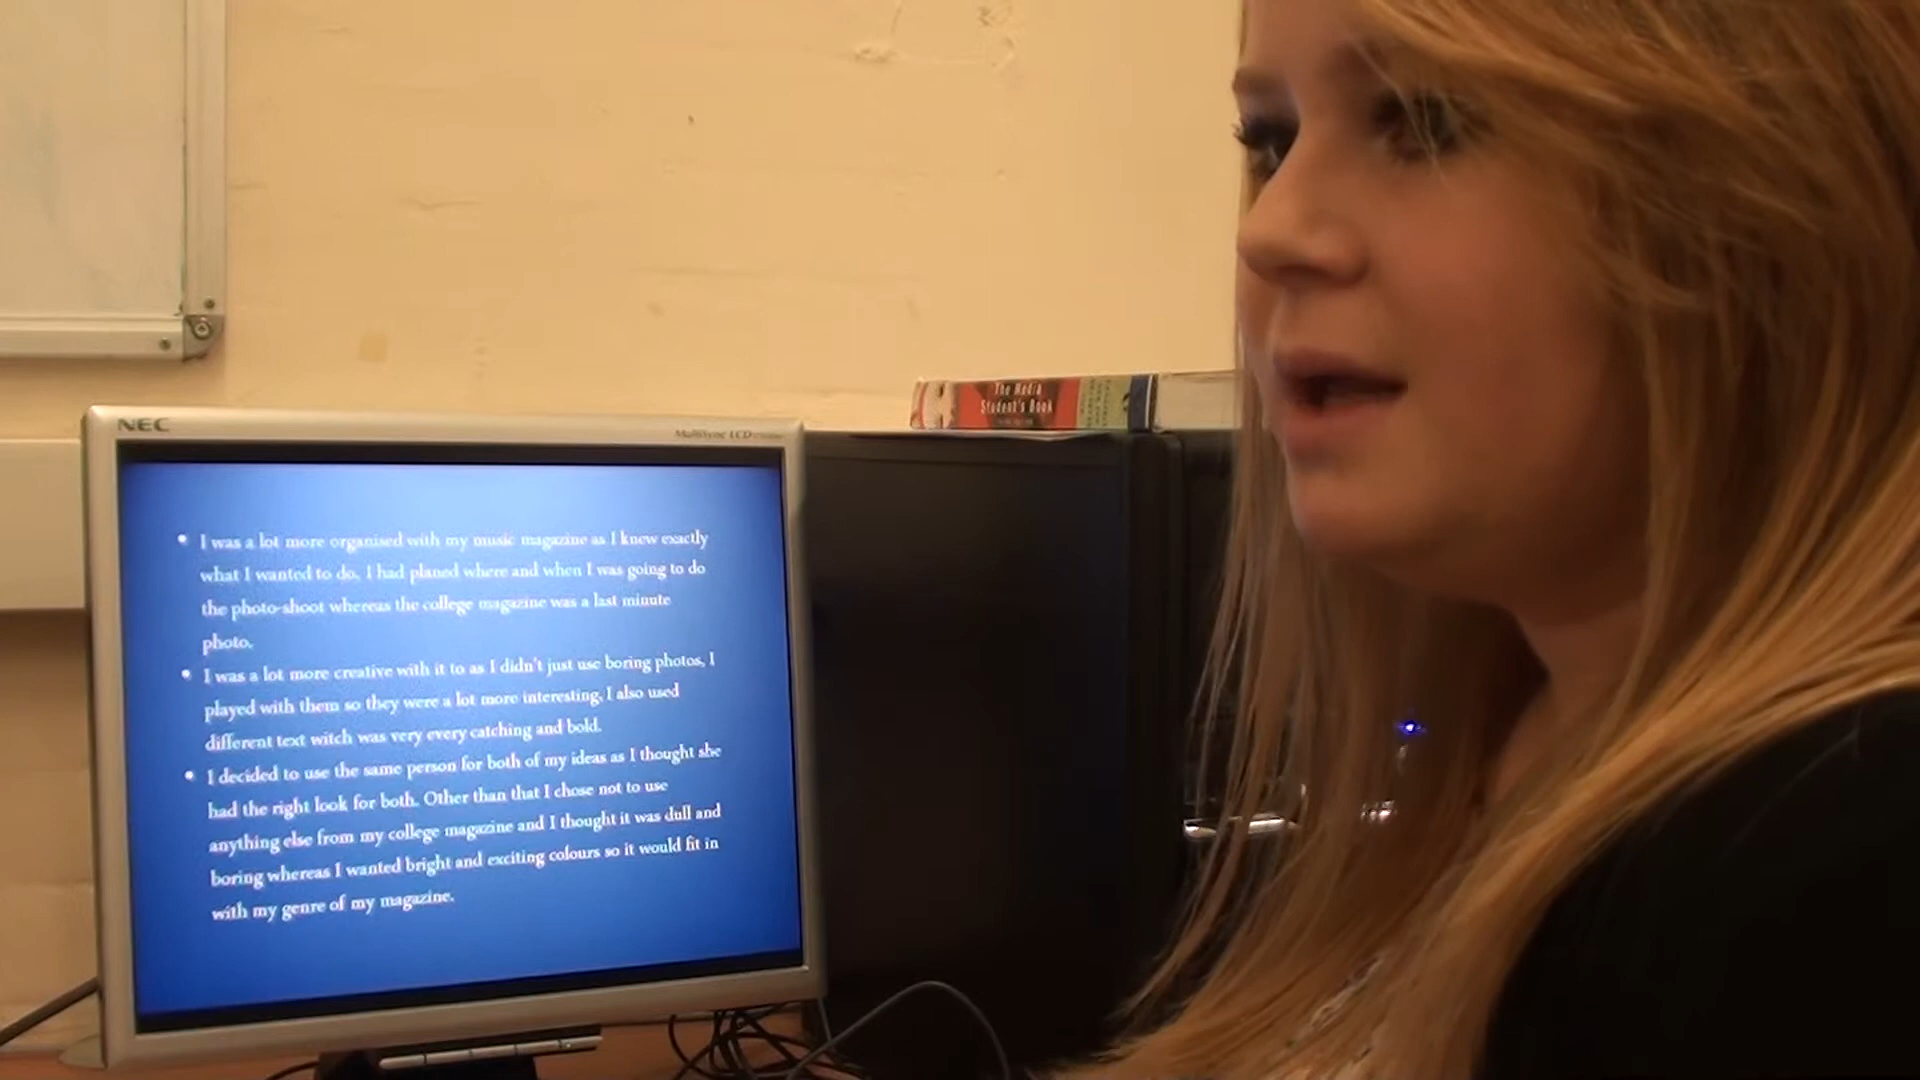 NEC
MultiSync LCD
The Media
Student's Book
• I was a lot more organised with my music magazine as I knew exactly
what I wanted to do, I had planed where and when I was going to do
the photo-shoot whereas the college magazine was a last minute
photo.
• I was a lot more creative with it to as I didn't just use boring photos, I
played with them so they were a lot more interesting, I also used
different text witch was very every catching and bold.
• I decided to use the same person for both of my ideas as I thought she
had the right look for both. Other than that I chose not to use
anything else from my college magazine and I thought it was dull and
boring whereas I wanted bright and exciting colours so it would fit in
with my genre of my magazine.